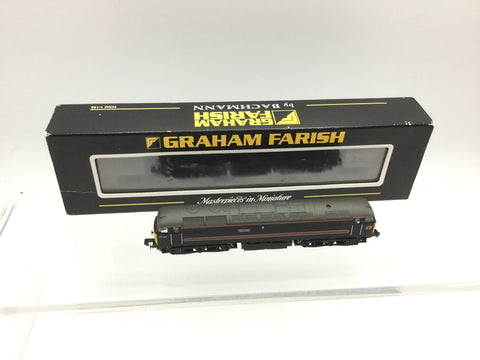 GRAHAM
FARISH
by BACHMANN
GRAHAM FARISH
Masterpieces in Miniature